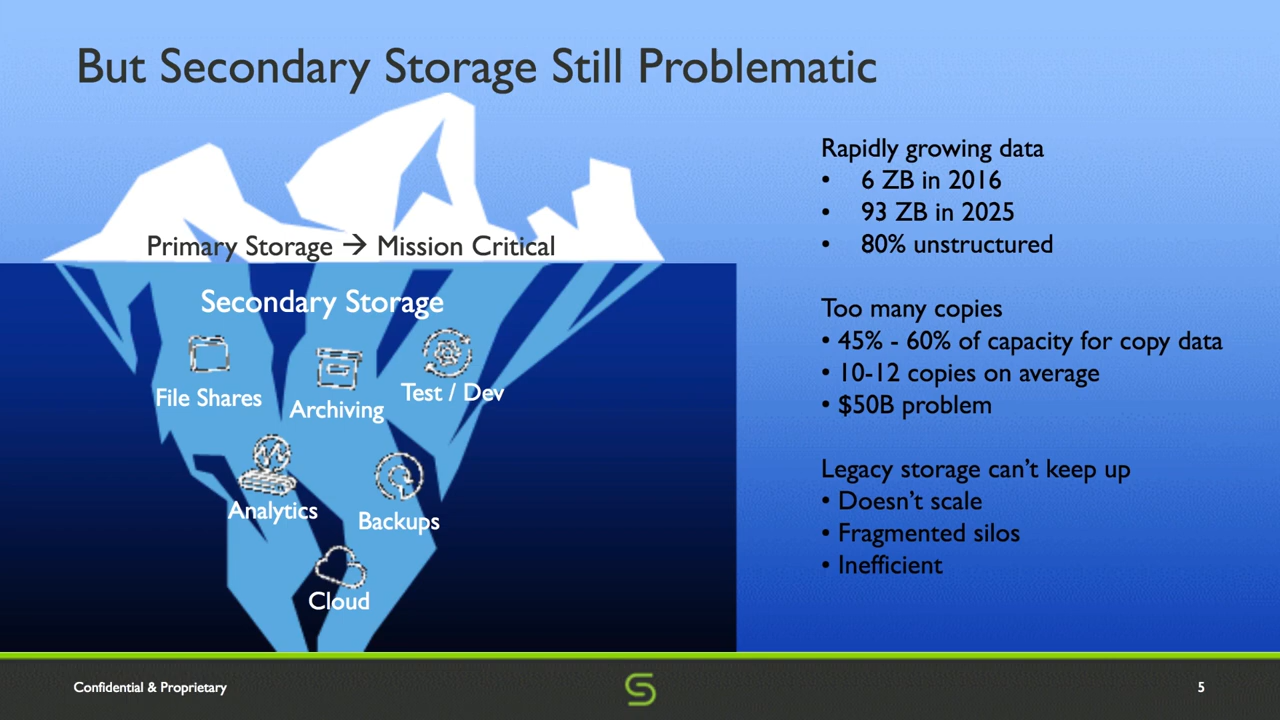 But Secondary Storage Still Problematic
Primary Storage → Mission Critical
Secondary Storage
File Shares
Archiving
Test / Dev
Analytics
Backups
Cloud
Rapidly growing data
• 6 ZB in 2016
• 93 ZB in 2025
• 80% unstructured
Too many copies
• 45% - 60% of capacity for copy data
• 10-12 copies on average
• $50B problem
Legacy storage can’t keep up
• Doesn’t scale
• Fragmented silos
• Inefficient
Confidential & Proprietary
5